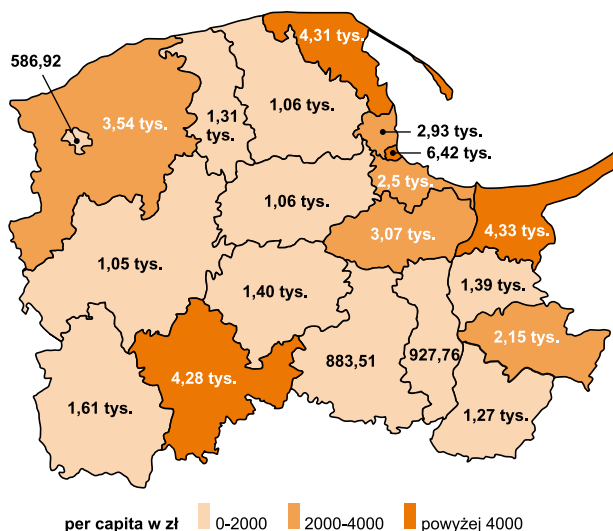 4,31 tys.
586,92
3,54 tys.
1,31
tys.
1,06 tys.
2,93 tys.
6,42 tys.
2,5 tys.
1,06 tys.
3,07 tys.
4,33 tys.
1,05 tys.
1,39 tys.
1,40 tys.
2,15 tys.
883,51
927,76
4,28 tys.
1,61 tys.
1,27 tys.
per capita w zł 0-2000 2000-4000 powyżej 4000